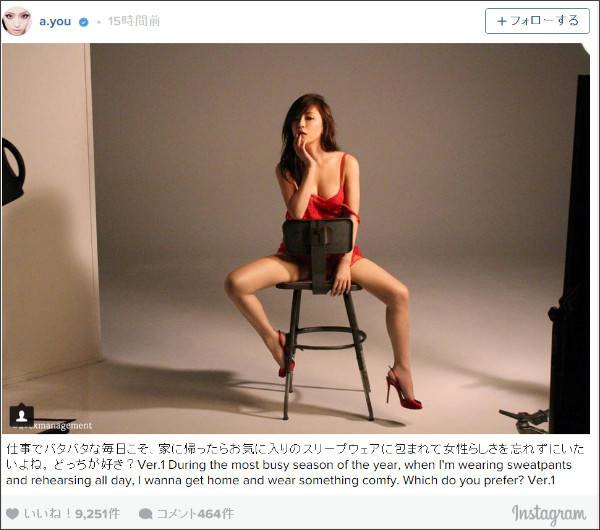 a.you • 15時間前 +フォローする
@avexmanagement
仕事でバタバタな毎日こそ、家に帰ったらお気に入りのスリープウェアに包まれて女性らしさを忘れずにいた
いよね。どっちが好き？Ver.1 During the most busy season of the year, when I'm wearing sweatpants
and rehearsing all day, I wanna get home and wear something comfy. Which do you prefer? Ver.1
いいね！9,251件 コメント464件 Instagram